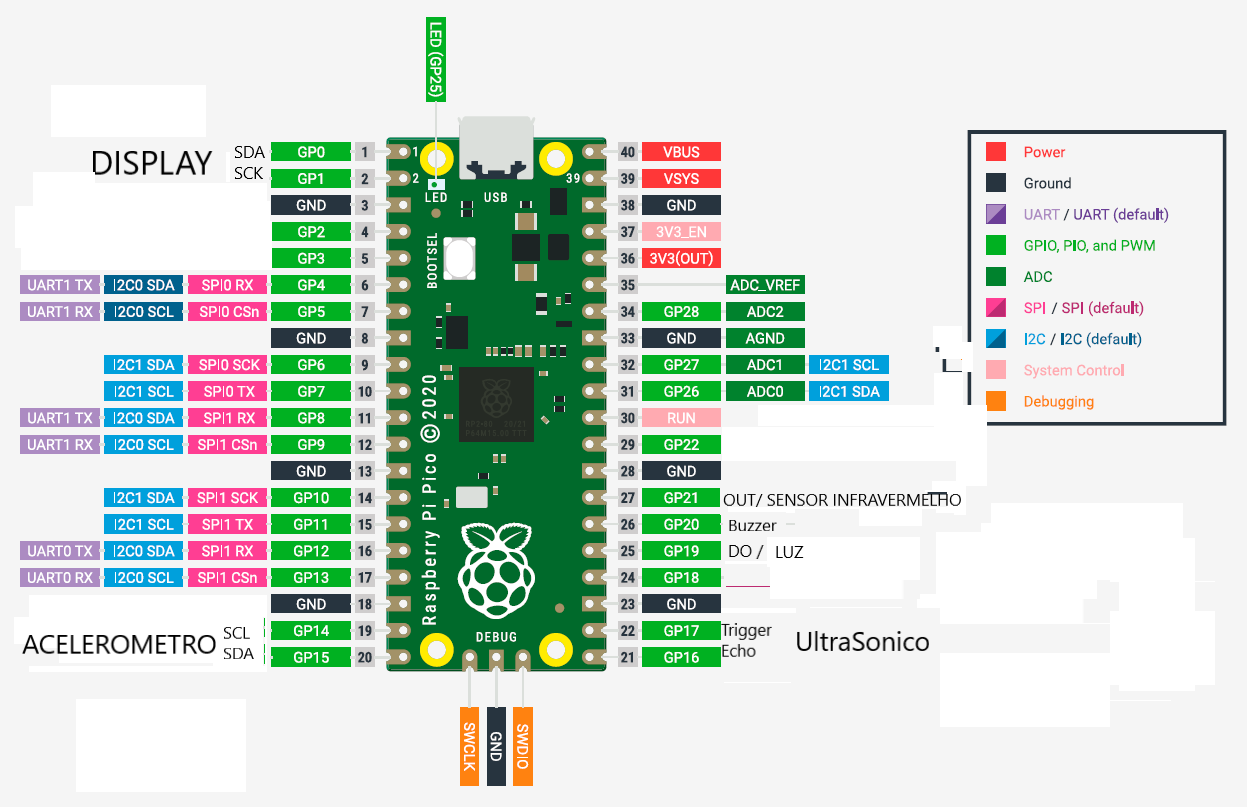 LED (GP25)
DISPLAY SDA GP0 1 1 40 VBUS
SCK GP1 2 2 39 39 VSYS
LED USB
GND 3 38 GND
GP2 4 37 3V3_EN
GP3 5 BOOTSEL 36 3V3(OUT)
UART1 TX I2C0 SDA SPI0 RX GP4 6 35 ADC_VREF
UART1 RX I2C0 SCL SPI0 CSn GP5 7 34 GP28 ADC2
GND 8 33 GND AGND
I2C1 SDA SPI0 SCK GP6 9 32 GP27 ADC1 I2C1 SCL
I2C1 SCL SPI0 TX GP7 10 31 GP26 ADC0 I2C1 SDA
UART1 TX I2C0 SDA SPI1 RX GP8 11 30 RUN
UART1 RX I2C0 SCL SPI1 CSn GP9 12 29 GP22
GND 13 28 GND
I2C1 SDA SPI1 SCK GP10 14 27 GP21 OUT/ SENSOR INFRAVERMELHO
I2C1 SCL SPI1 TX GP11 15 26 GP20 Buzzer
UART0 TX I2C0 SDA SPI1 RX GP12 16 25 GP19 DO / LUZ
UART0 RX I2C0 SCL SPI1 CSn GP13 17 24 GP18
GND 18 23 GND
ACELEROMETRO SCL GP14 19 22 GP17 Trigger UltraSonico
SDA GP15 20 21 GP16 Echo
Raspberry Pi Pico ©2020
DEBUG
SWCLK
GND
SWDIO
Power
Ground
UART / UART (default)
GPIO, PIO, and PWM
ADC
SPI / SPI (default)
I2C / I2C (default)
System Control
Debugging